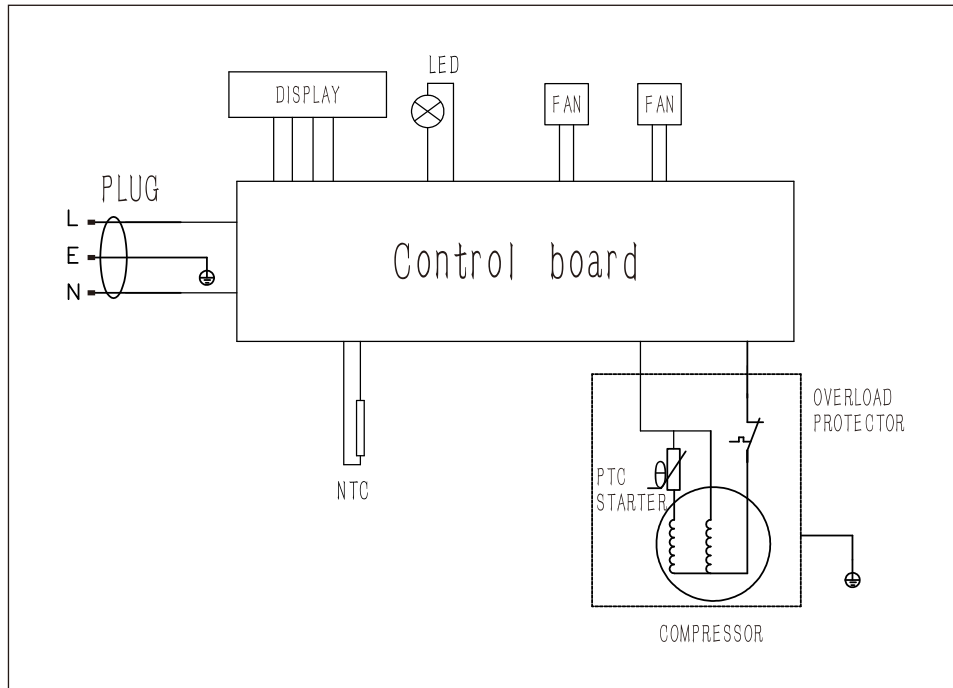 LED
DISPLAY
FAN
FAN
PLUG
L
E
N
Control board
OVERLOAD
PROTECTOR
PTC
STARTER
NTC
COMPRESSOR